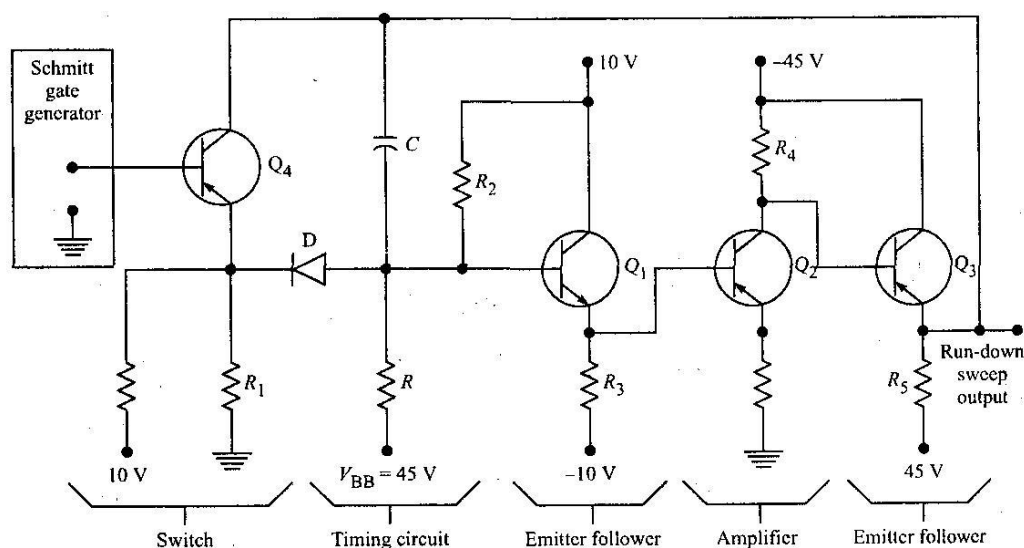 Schmitt
gate
generator
Q4
C
10 V
–45 V
R2
R4
D
Q1
Q2
Q3
R1
R
R3
R5
Run-down
sweep
output
10 V
VBB = 45 V
–10 V
45 V
Switch
Timing circuit
Emitter follower
Amplifier
Emitter follower